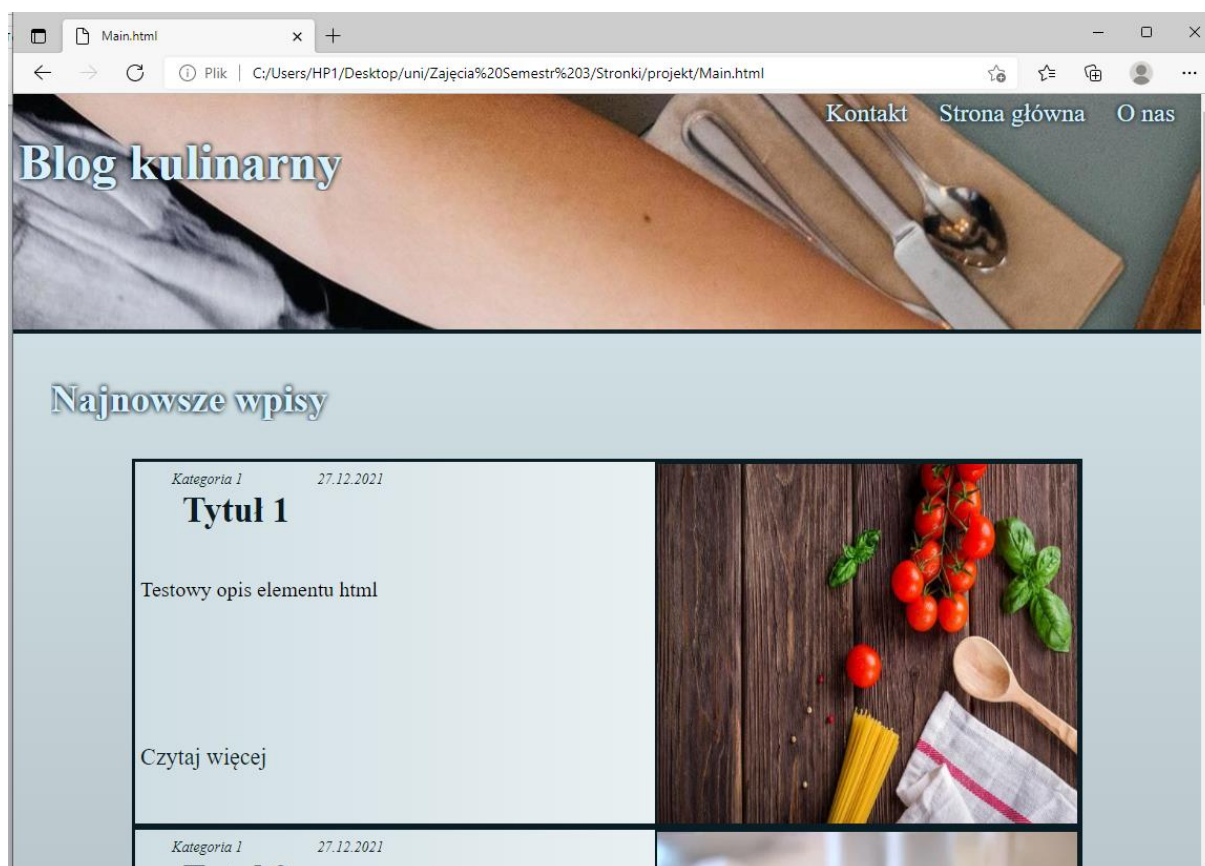 Main.html
Plik C:/Users/HP1/Desktop/uni/Zajęcia%20Semestr%203/Stronki/projekt/Main.html
Kontakt Strona główna O nas
Blog kulinarny
Najnowsze wpisy
Kategoria 1 27.12.2021
Tytuł 1
Testowy opis elementu html
Czytaj więcej
Kategoria 1 27.12.2021